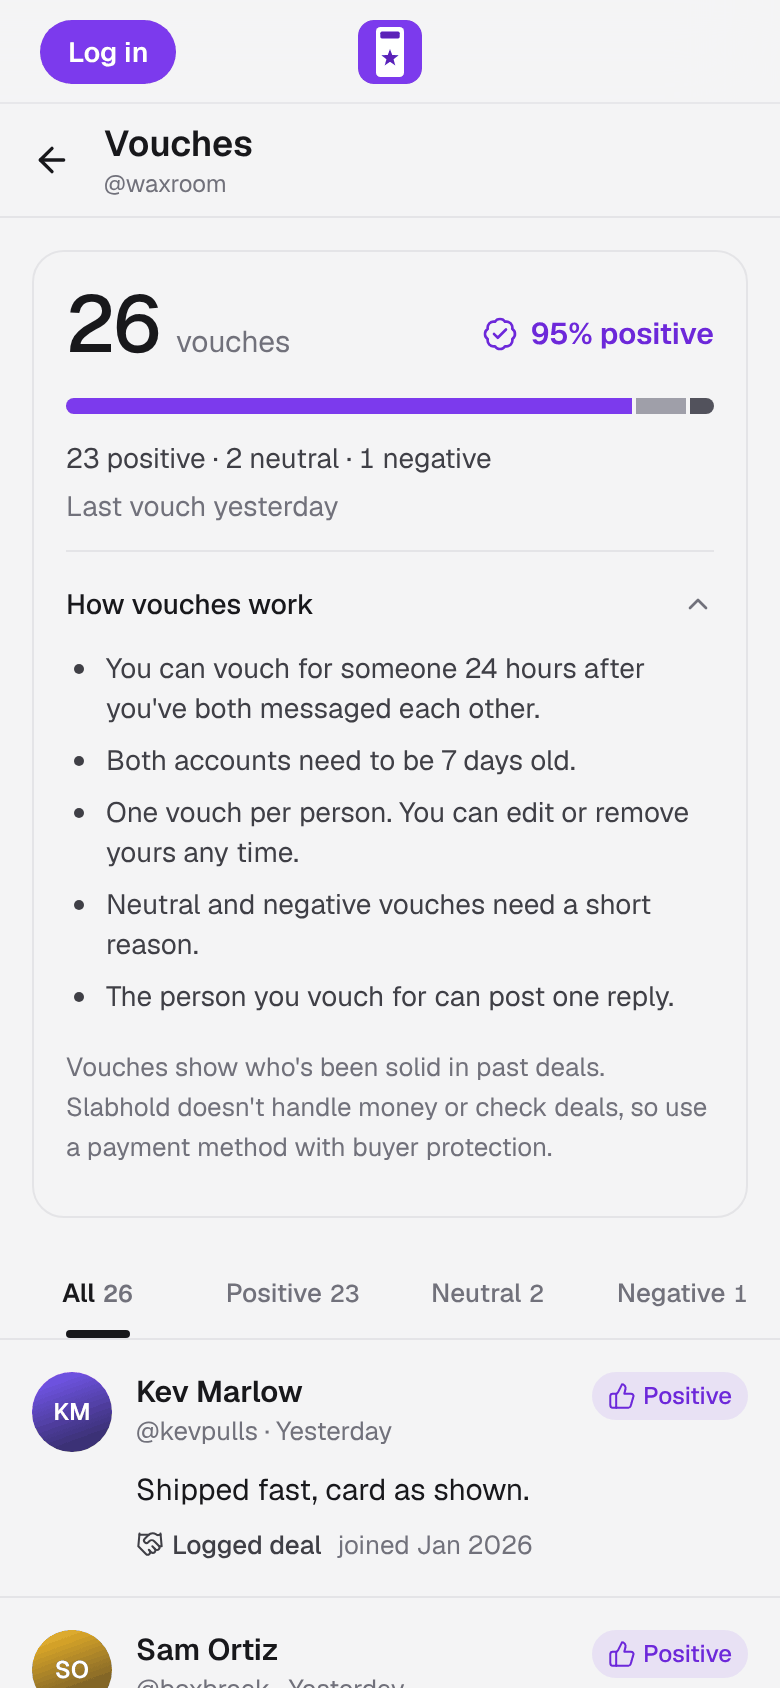 Log in
Vouches
@waxroom
26 vouches
95% positive
23 positive · 2 neutral · 1 negative
Last vouch yesterday
How vouches work
• You can vouch for someone 24 hours after
you've both messaged each other.
• Both accounts need to be 7 days old.
• One vouch per person. You can edit or remove
yours any time.
• Neutral and negative vouches need a short
reason.
• The person you vouch for can post one reply.
Vouches show who's been solid in past deals.
Slabhold doesn't handle money or check deals, so use
a payment method with buyer protection.
All 26 Positive 23 Neutral 2 Negative 1
KM
Kev Marlow
Positive
@kevpulls · Yesterday
Shipped fast, card as shown.
Logged deal joined Jan 2026
SO
Sam Ortiz
Positive
Yesterday